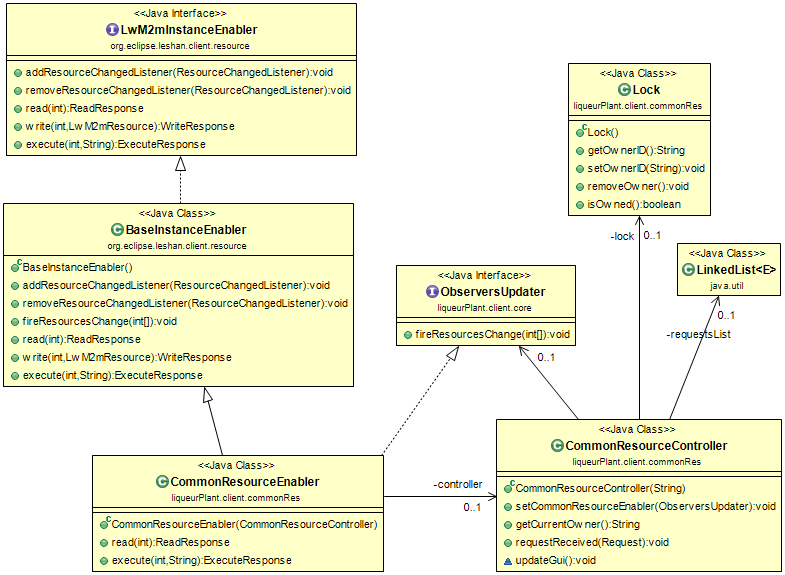 <<Java Interface>>
LwM2mInstanceEnabler
org.eclipse.leshan.client.resource
addResourceChangedListener(ResourceChangedListener):void
removeResourceChangedListener(ResourceChangedListener):void
read(int):ReadResponse
write(int,LwM2mResource):WriteResponse
execute(int,String):ExecuteResponse
<<Java Class>>
Lock
liqueurPlant.client.commonRes
Lock()
getOwnerID():String
setOwnerID(String):void
removeOwner():void
isOwned():boolean
<<Java Class>>
BaseInstanceEnabler
org.eclipse.leshan.client.resource
BaseInstanceEnabler()
addResourceChangedListener(ResourceChangedListener):void
removeResourceChangedListener(ResourceChangedListener):void
fireResourcesChange(int[]):void
read(int):ReadResponse
write(int,LwM2mResource):WriteResponse
execute(int,String):ExecuteResponse
-lock 0..1
<<Java Class>>
LinkedList<E>
java.util
0..1
-requestsList
<<Java Interface>>
ObserversUpdater
liqueurPlant.client.core
fireResourcesChange(int[]):void
0..1
<<Java Class>>
CommonResourceEnabler
liqueurPlant.client.commonRes
CommonResourceEnabler(CommonResourceController)
read(int):ReadResponse
execute(int,String):ExecuteResponse
-controller
0..1
<<Java Class>>
CommonResourceController
liqueurPlant.client.commonRes
CommonResourceController(String)
setCommonResourceEnabler(ObserversUpdater):void
getCurrentOwner():String
requestReceived(Request):void
updateGui():void